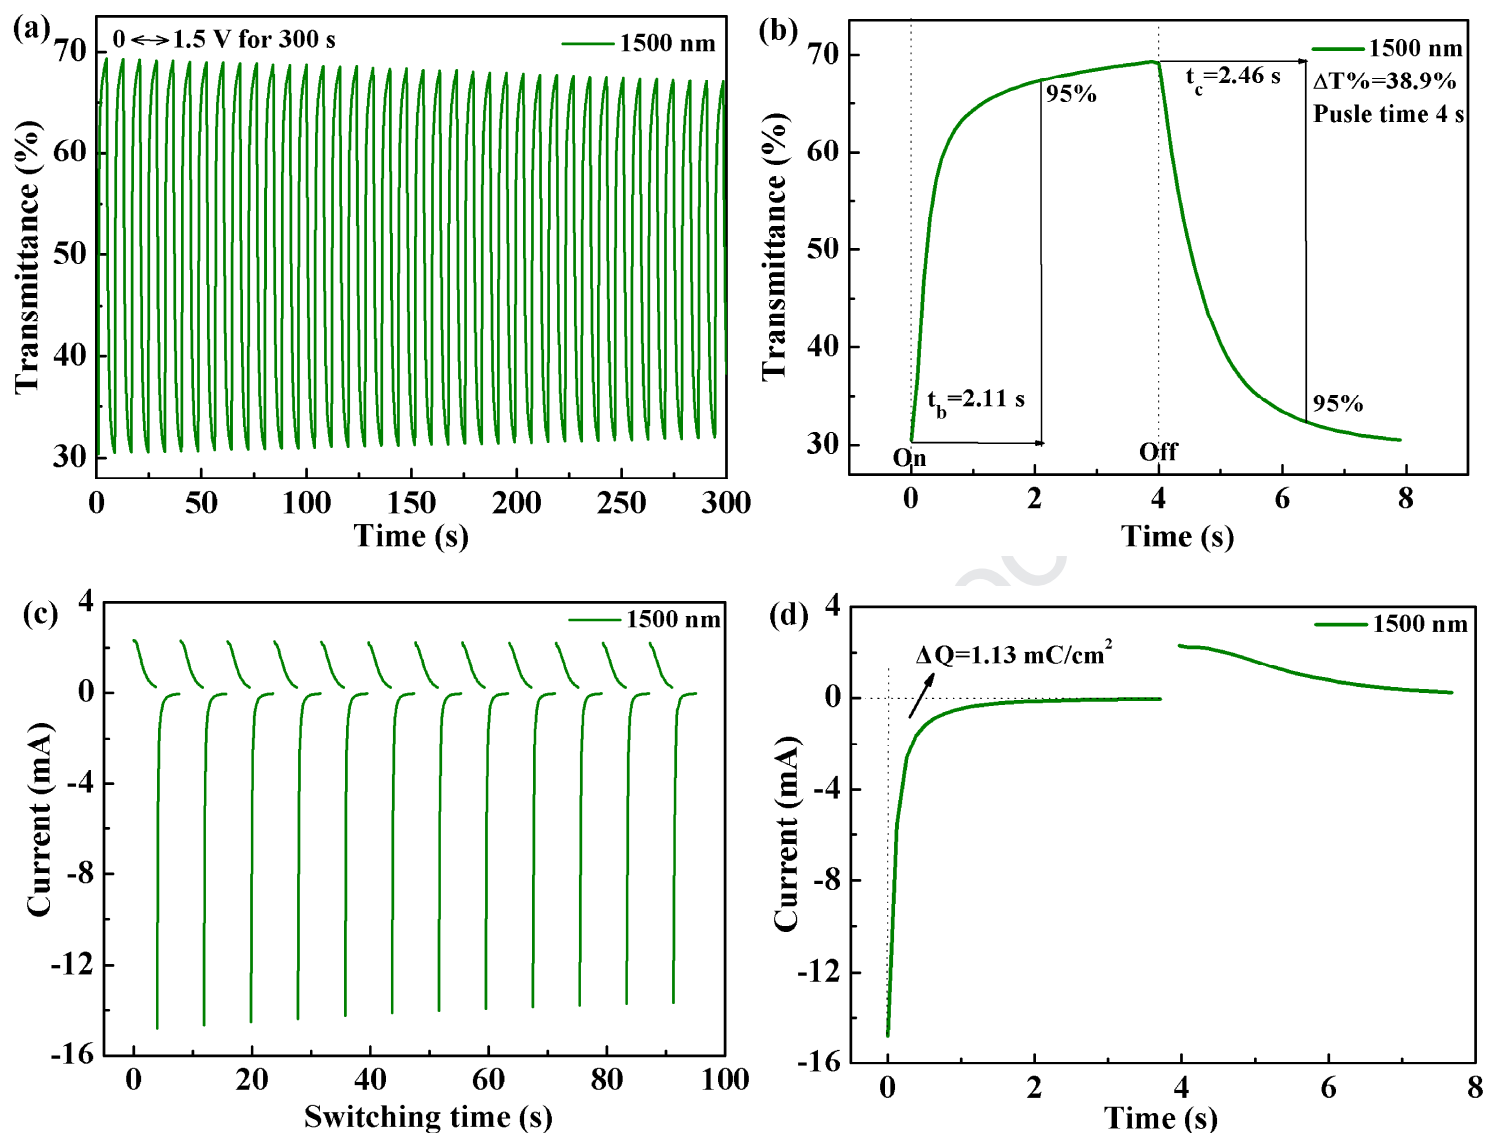 (a)
0 ↔ 1.5 V for 300 s
1500 nm
70
60
50
40
30
Transmittance (%)
0 50 100 150 200 250 300
Time (s)
(b)
1500 nm
tc=2.46 s
ΔT%=38.9%
Pusle time 4 s
95%
tb=2.11 s
95%
On
Off
70
60
50
40
30
Transmittance (%)
0 2 4 6 8
Time (s)
(c)
1500 nm
4
0
-4
-8
-12
-16
Current (mA)
0 20 40 60 80 100
Switching time (s)
(d)
1500 nm
ΔQ=1.13 mC/cm²
4
0
-4
-8
-12
-16
Current (mA)
0 2 4 6 8
Time (s)